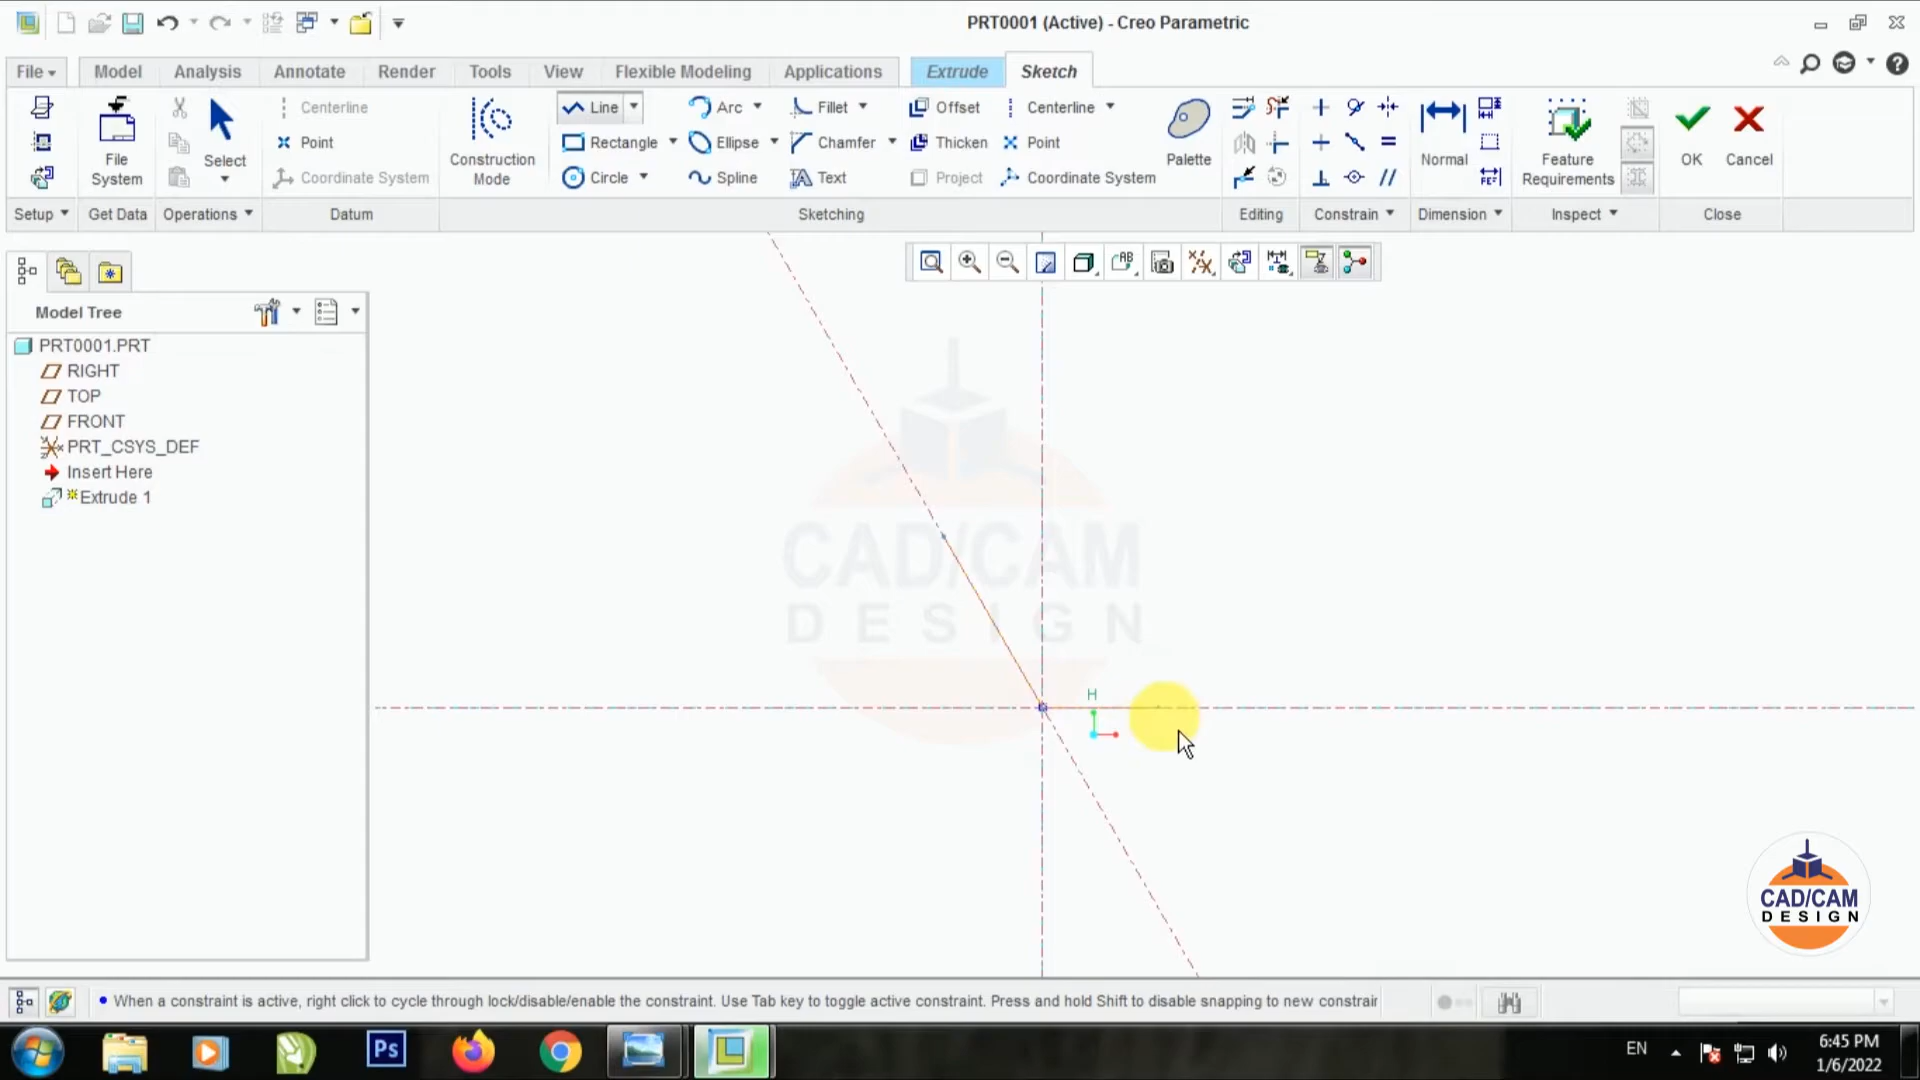 PRT0001 (Active) - Creo Parametric
File Model Analysis Annotate Render Tools View Flexible Modeling Applications Extrude Sketch
Centerline Line Arc Fillet Offset Centerline
Point Rectangle Ellipse Chamfer Thicken Point
Coordinate System Circle Spline Text Project Coordinate System
File System
Select
Construction Mode
Palette
Normal
Feature Requirements
OK
Cancel
Setup Get Data Operations Datum Sketching Editing Constrain Dimension Inspect Close
Model Tree
PRT0001.PRT
RIGHT
TOP
FRONT
PRT_CSYS_DEF
Insert Here
Extrude 1
H
CAD/CAM
DESIGN
CAD/CAM
DESIGN
When a constraint is active, right click to cycle through lock/disable/enable the constraint. Use Tab key to toggle active constraint. Press and hold Shift to disable snapping to new constrair
Ps
EN
6:45 PM
1/6/2022